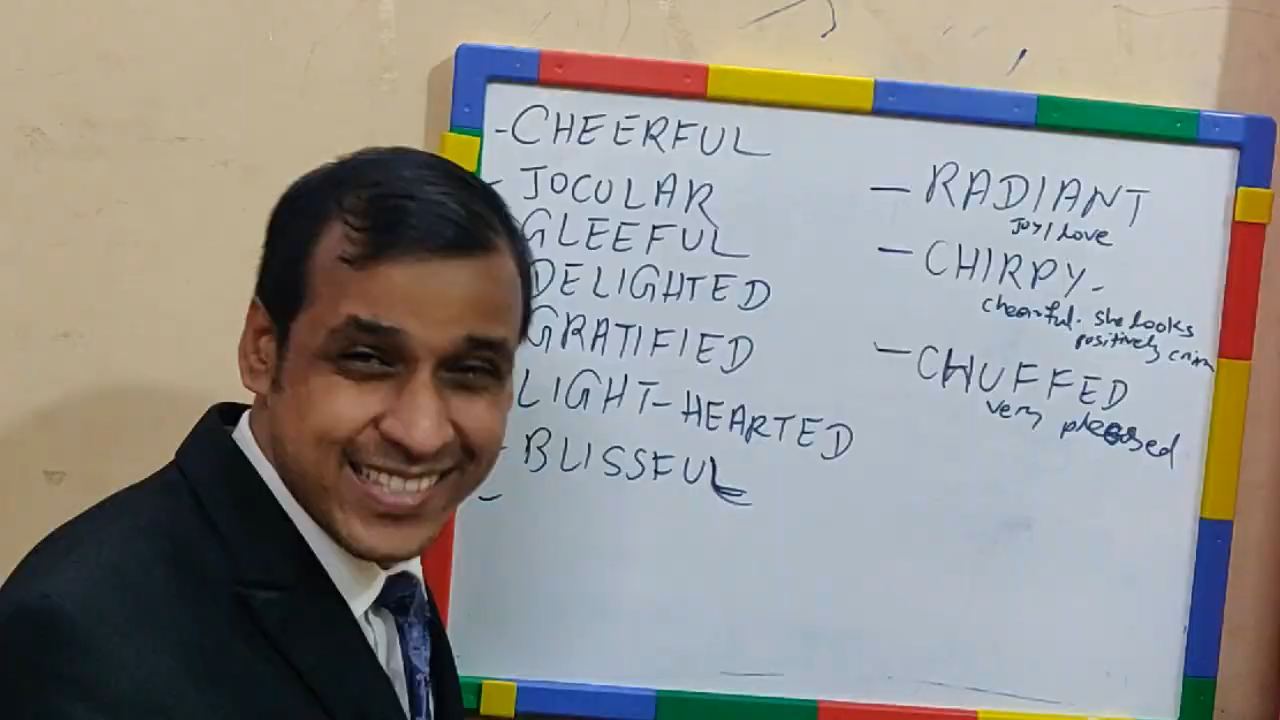 - CHEERFUL
- JOCULAR
GLEEFUL
DELIGHTED
GRATIFIED
LIGHT-HEARTED
- BLISSFUL
-
- RADIANT
Joy/Love
- CHIRPY-
cheerful. she looks
positively
- CHUFFED
very pleased